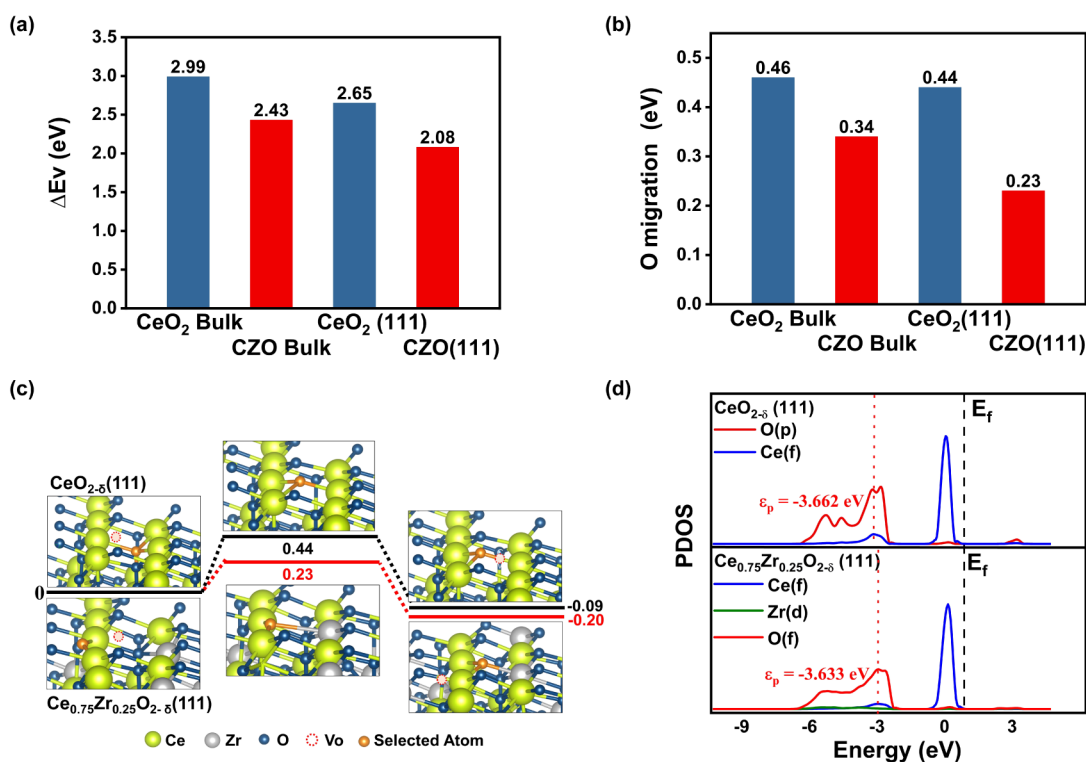 (a)
ΔEv (eV)
3.5
3.0
2.5
2.0
1.5
1.0
0.5
0.0
2.99
2.43
2.65
2.08
CeO₂ Bulk
CZO Bulk
CeO₂ (111)
CZO(111)
(b)
O migration (eV)
0.5
0.4
0.3
0.2
0.1
0.0
0.46
0.34
0.44
0.23
CeO₂ Bulk
CZO Bulk
CeO₂(111)
CZO(111)
(c)
CeO₂₋δ(111)
0
0.44
0.23
-0.09
-0.20
Ce₀.₇₅Zr₀.₂₅O₂₋ δ(111)
Ce Zr O Vo Selected Atom
(d)
PDOS
CeO₂₋δ (111)
O(p)
Ce(f)
E_f
εₚ = -3.662 eV
Ce₀.₇₅Zr₀.₂₅O₂₋δ (111)
Ce(f)
Zr(d)
O(f)
E_f
εₚ = -3.633 eV
-9 -6 -3 0 3
Energy (eV)